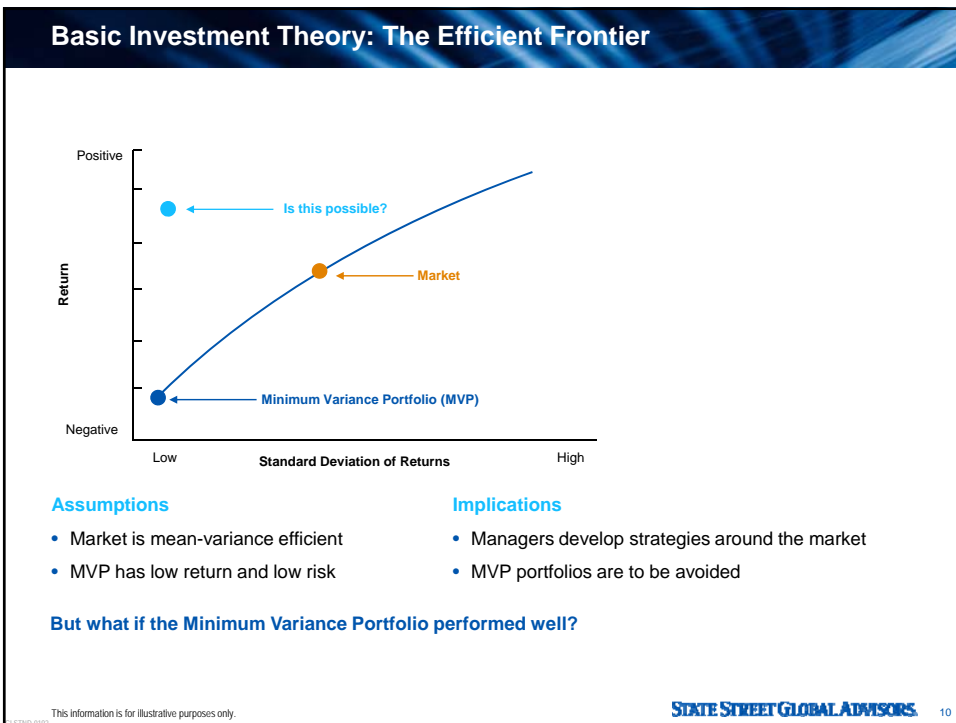 Basic Investment Theory: The Efficient Frontier
Positive
Is this possible?
Return
Market
Minimum Variance Portfolio (MVP)
Negative
Low
Standard Deviation of Returns
High
Assumptions
• Market is mean-variance efficient
• MVP has low return and low risk
Implications
• Managers develop strategies around the market
• MVP portfolios are to be avoided
But what if the Minimum Variance Portfolio performed well?
This information is for illustrative purposes only.
STATE STREET GLOBAL ADVISORS. 10